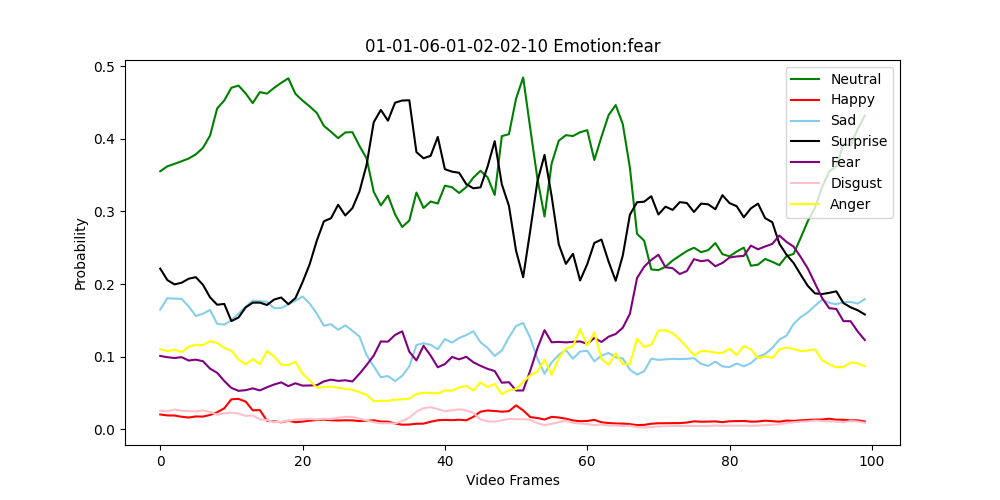 01-01-06-01-02-02-10 Emotion:fear
Probability
0.5
0.4
0.3
0.2
0.1
0.0
0
20
40
60
80
100
Video Frames
Neutral
Happy
Sad
Surprise
Fear
Disgust
Anger